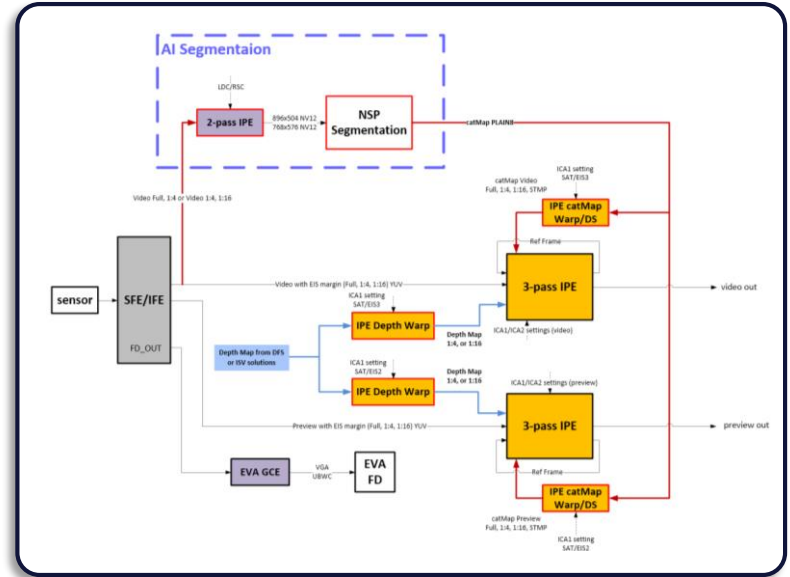 AI Segmentaion
LDC/RSC
2-pass IPE
896x504 NV12
768x576 NV12
NSP
Segmentation
catMap PLAIN8
Video Full, 1:4 or Video 1:4, 1:16
catMap Video
Full, 1:4, 1:16, STMP
ICA1 setting
SAT/EIS3
IPE catMap
Warp/DS
Ref Frame
sensor
SFE/IFE
FD_OUT
Video with EIS margin (Full, 1:4, 1:16) YUV
3-pass IPE
video out
ICA1 setting
SAT/EIS3
IPE Depth Warp
Depth Map
1:4, or 1:16
ICA1/ICA2 settings (video)
Depth Map from DFS
or ISV solutions
ICA1 setting
SAT/EIS2
IPE Depth Warp
Depth Map
1:4, or 1:16
ICA1/ICA2 settings (preview)
Preview with EIS margin (Full, 1:4, 1:16) YUV
3-pass IPE
preview out
Ref Frame
EVA GCE
VGA
UBWC
EVA
FD
IPE catMap
Warp/DS
catMap Preview
Full, 1:4, 1:16, STMP
ICA1 setting
SAT/EIS2